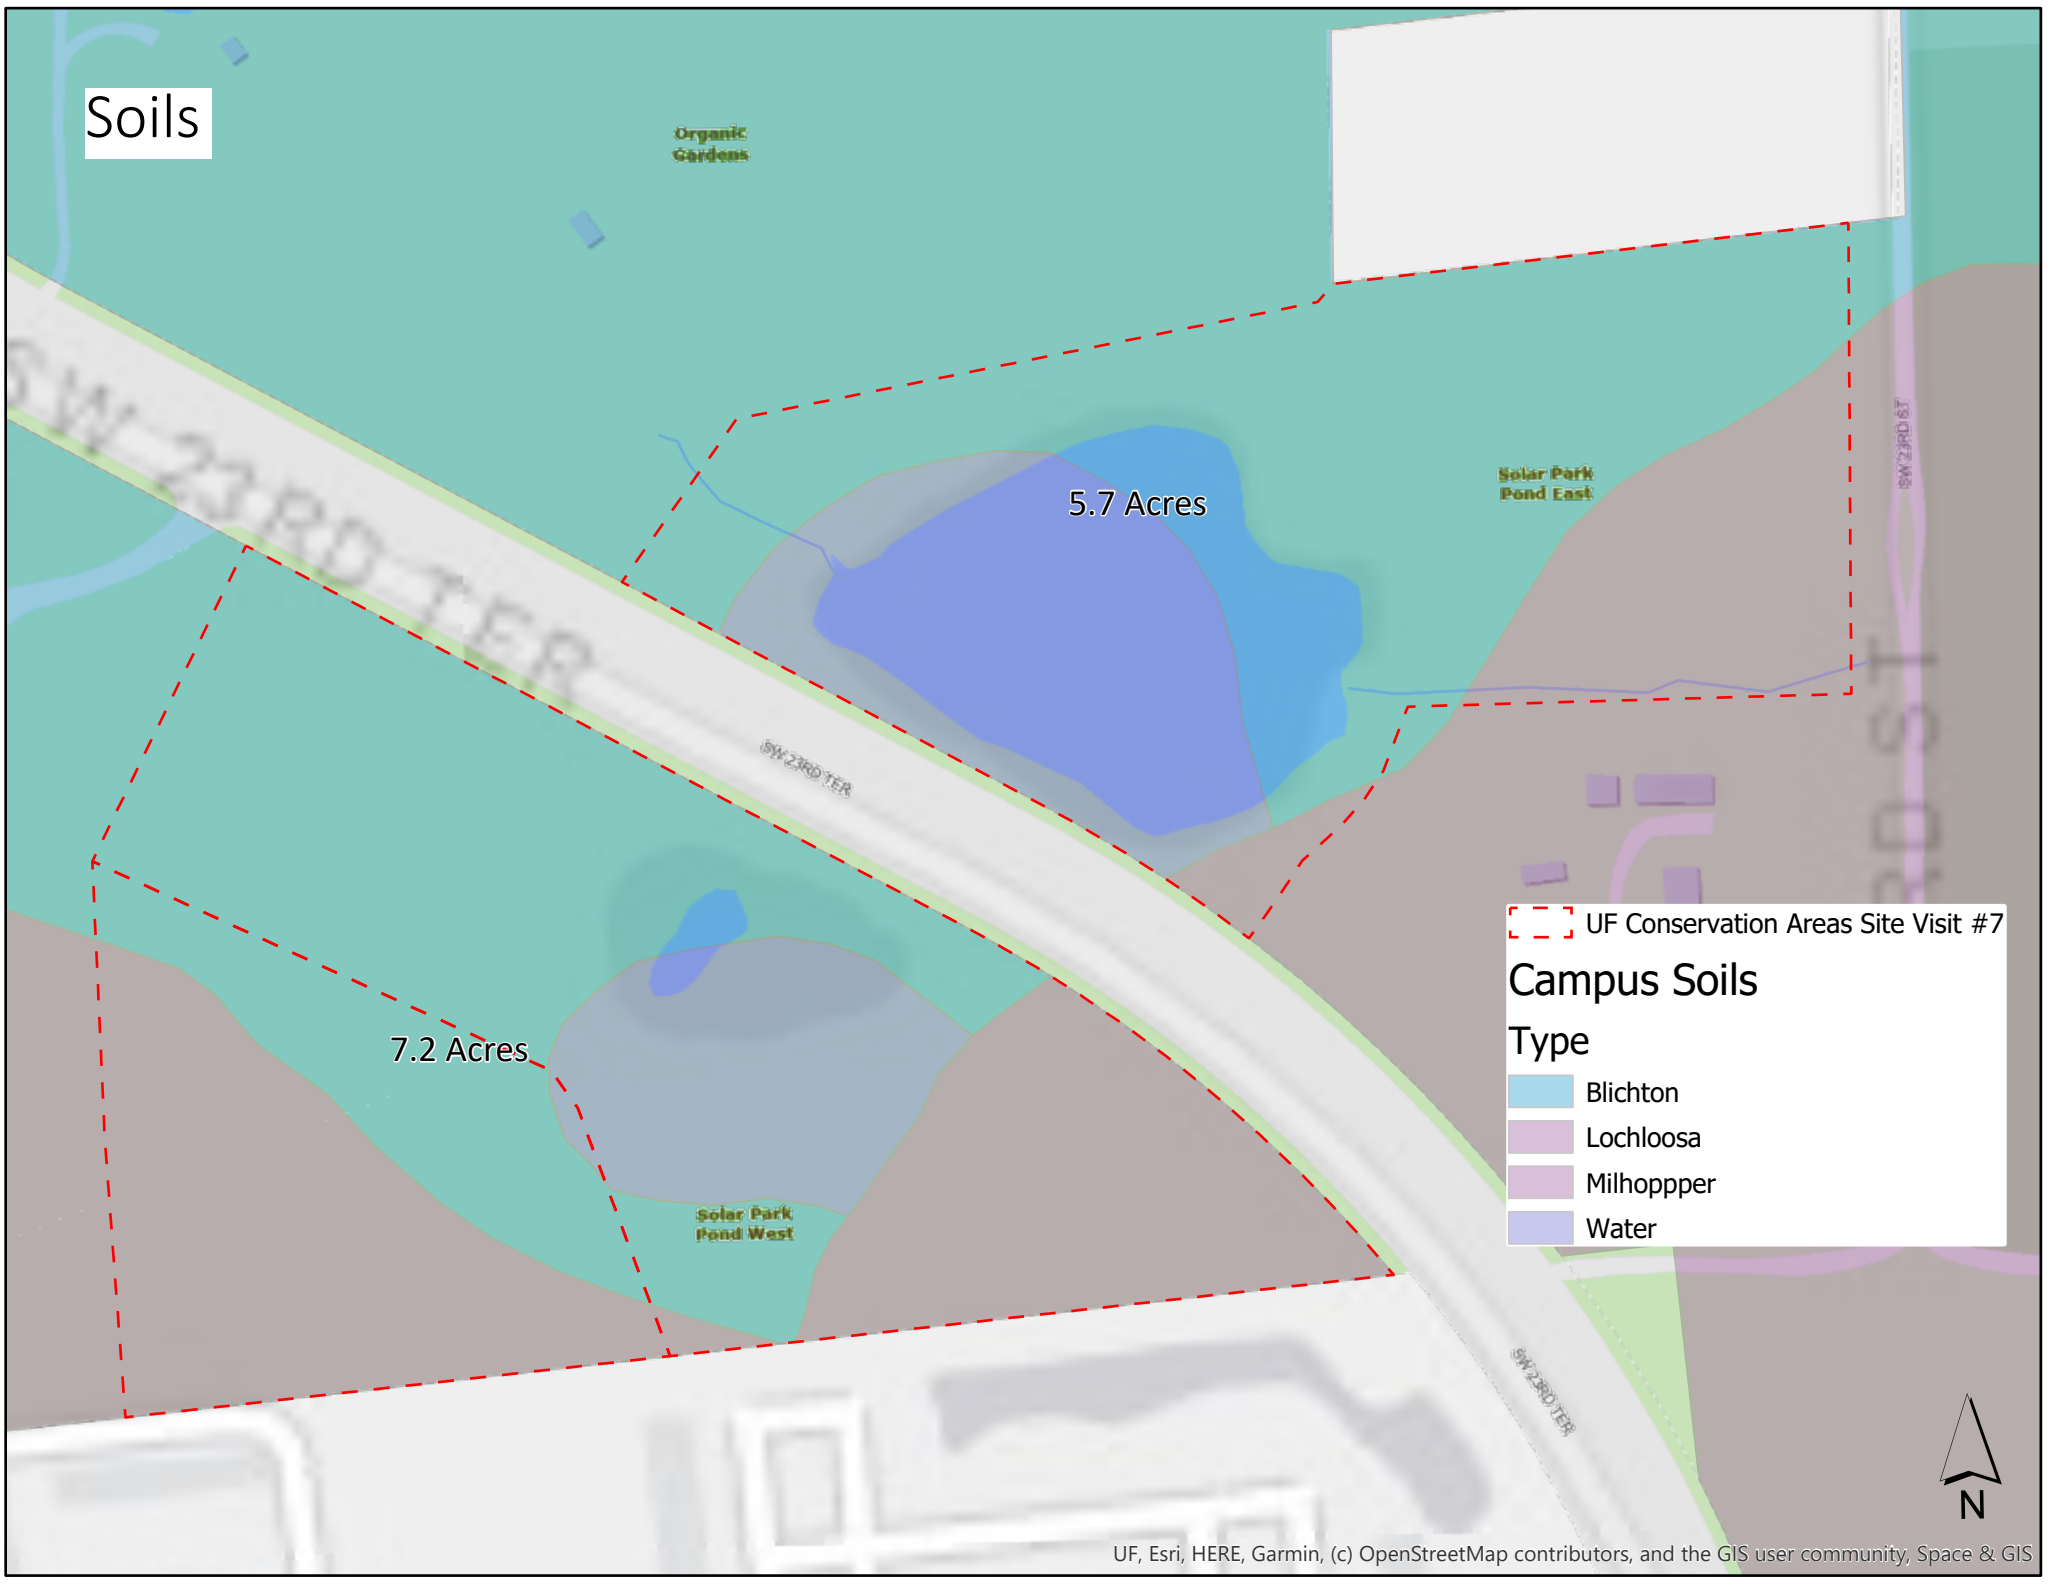 Soils
Organic
Gardens
SW 23RD TER
5.7 Acres
Solar Park
Pond East
SW 23RD ST
RD ST
SW 23RD TER
7.2 Acres
Solar Park
Pond West
UF Conservation Areas Site Visit #7
Campus Soils
Type
Blichton
Lochloosa
Milhoppper
Water
SW 23RD TER
N
UF, Esri, HERE, Garmin, (c) OpenStreetMap contributors, and the GIS user community, Space & GIS